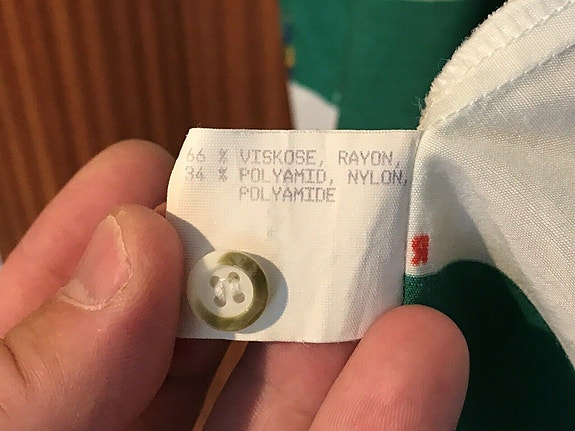 66 % VISKOSE, RAYON,
34 % POLYAMID, NYLON,
POLYAMIDE